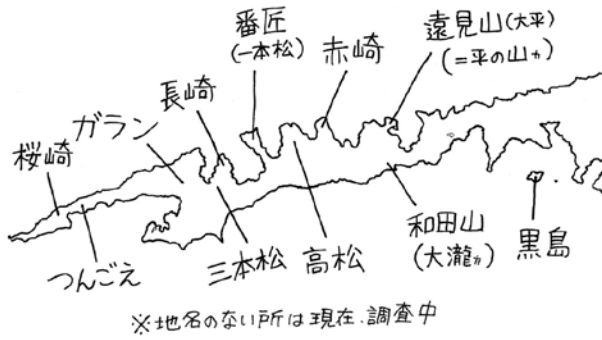 番匠
(一本松)
赤崎
遠見山(大平)
(=平の山ヵ)
長崎
ガラン
桜崎
つんごえ
三本松
高松
和田山
(大瀧ヵ)
黒島
※地名のない所は現在.調査中